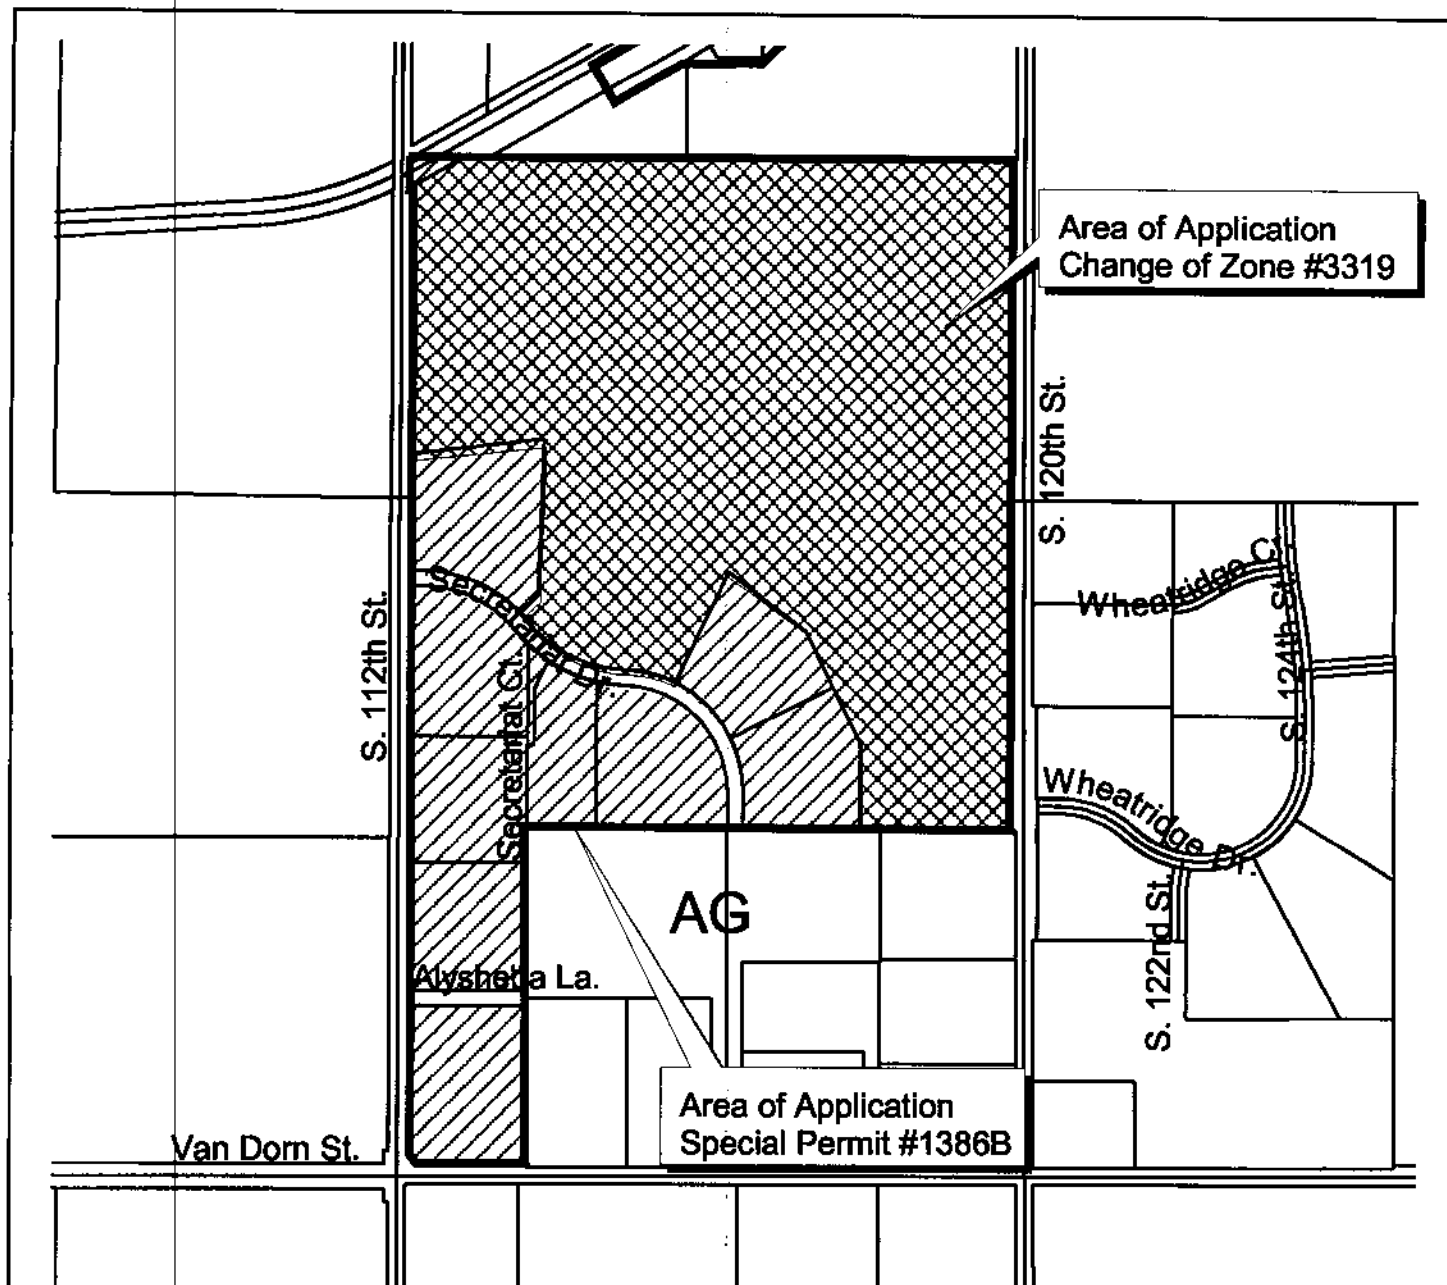 Area of Application
Change of Zone #3319
S. 120th St.
Wheatridge Ct.
S. 124th St.
Secretariat Dr.
S. 112th St.
Secretariat Ct.
Wheatridge Dr.
S. 122nd St.
AG
Alysheba La.
Area of Application
Special Permit #1386B
Van Dorn St.